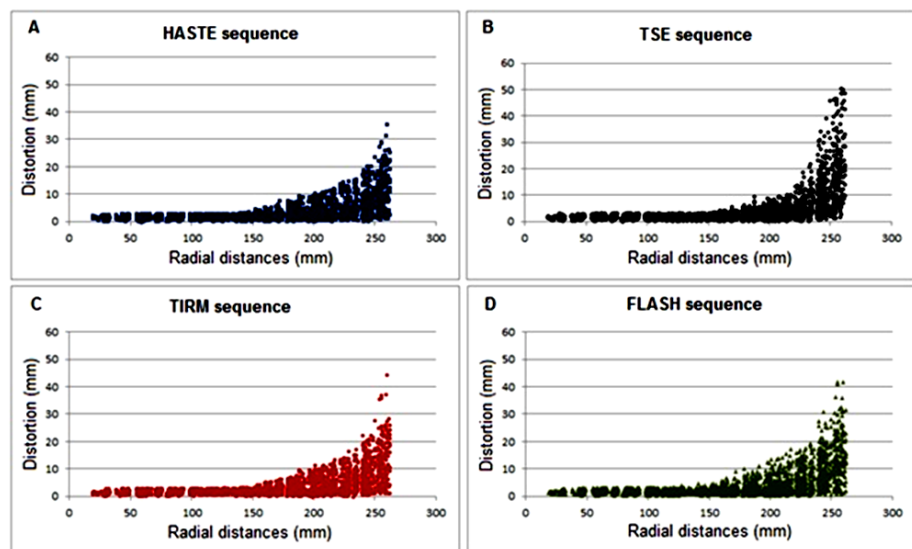 A
HASTE sequence
Distortion (mm)
60
50
40
30
20
10
0
0 50 100 150 200 250 300
Radial distances (mm)
B
TSE sequence
Distortion (mm)
60
50
40
30
20
10
0
0 50 100 150 200 250 300
Radial distances (mm)
C
TIRM sequence
Distortion (mm)
60
50
40
30
20
10
0
0 50 100 150 200 250 300
Radial distances (mm)
D
FLASH sequence
Distortion (mm)
60
50
40
30
20
10
0
0 50 100 150 200 250 300
Radial distances (mm)